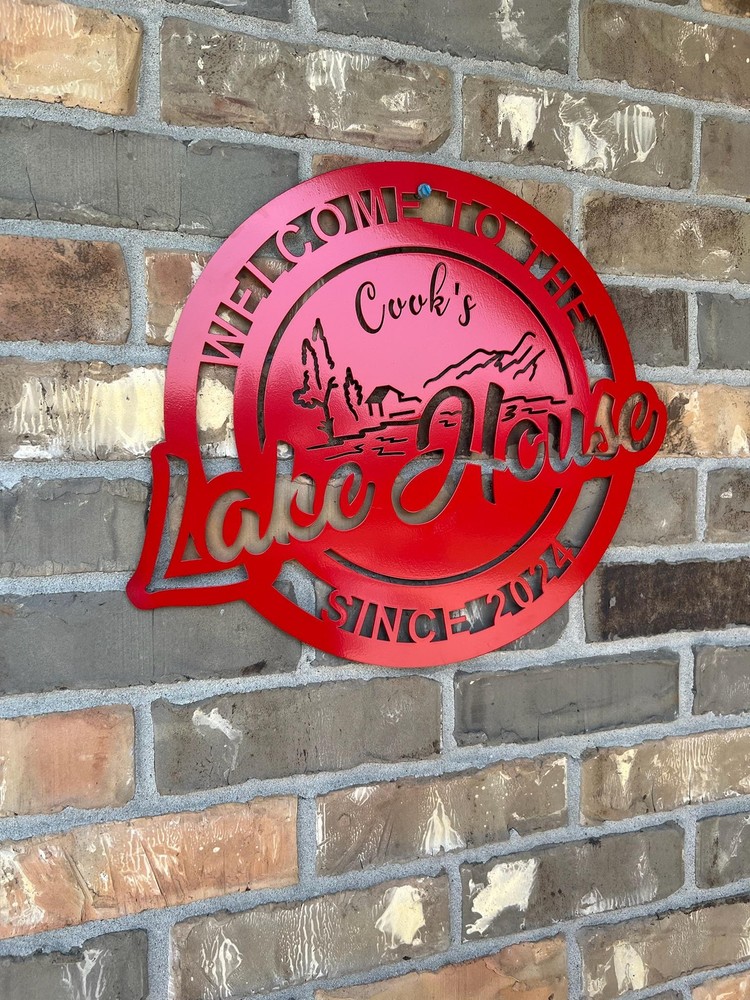 WELCOME TO THE
Cook's
Lake House
SINCE 2024